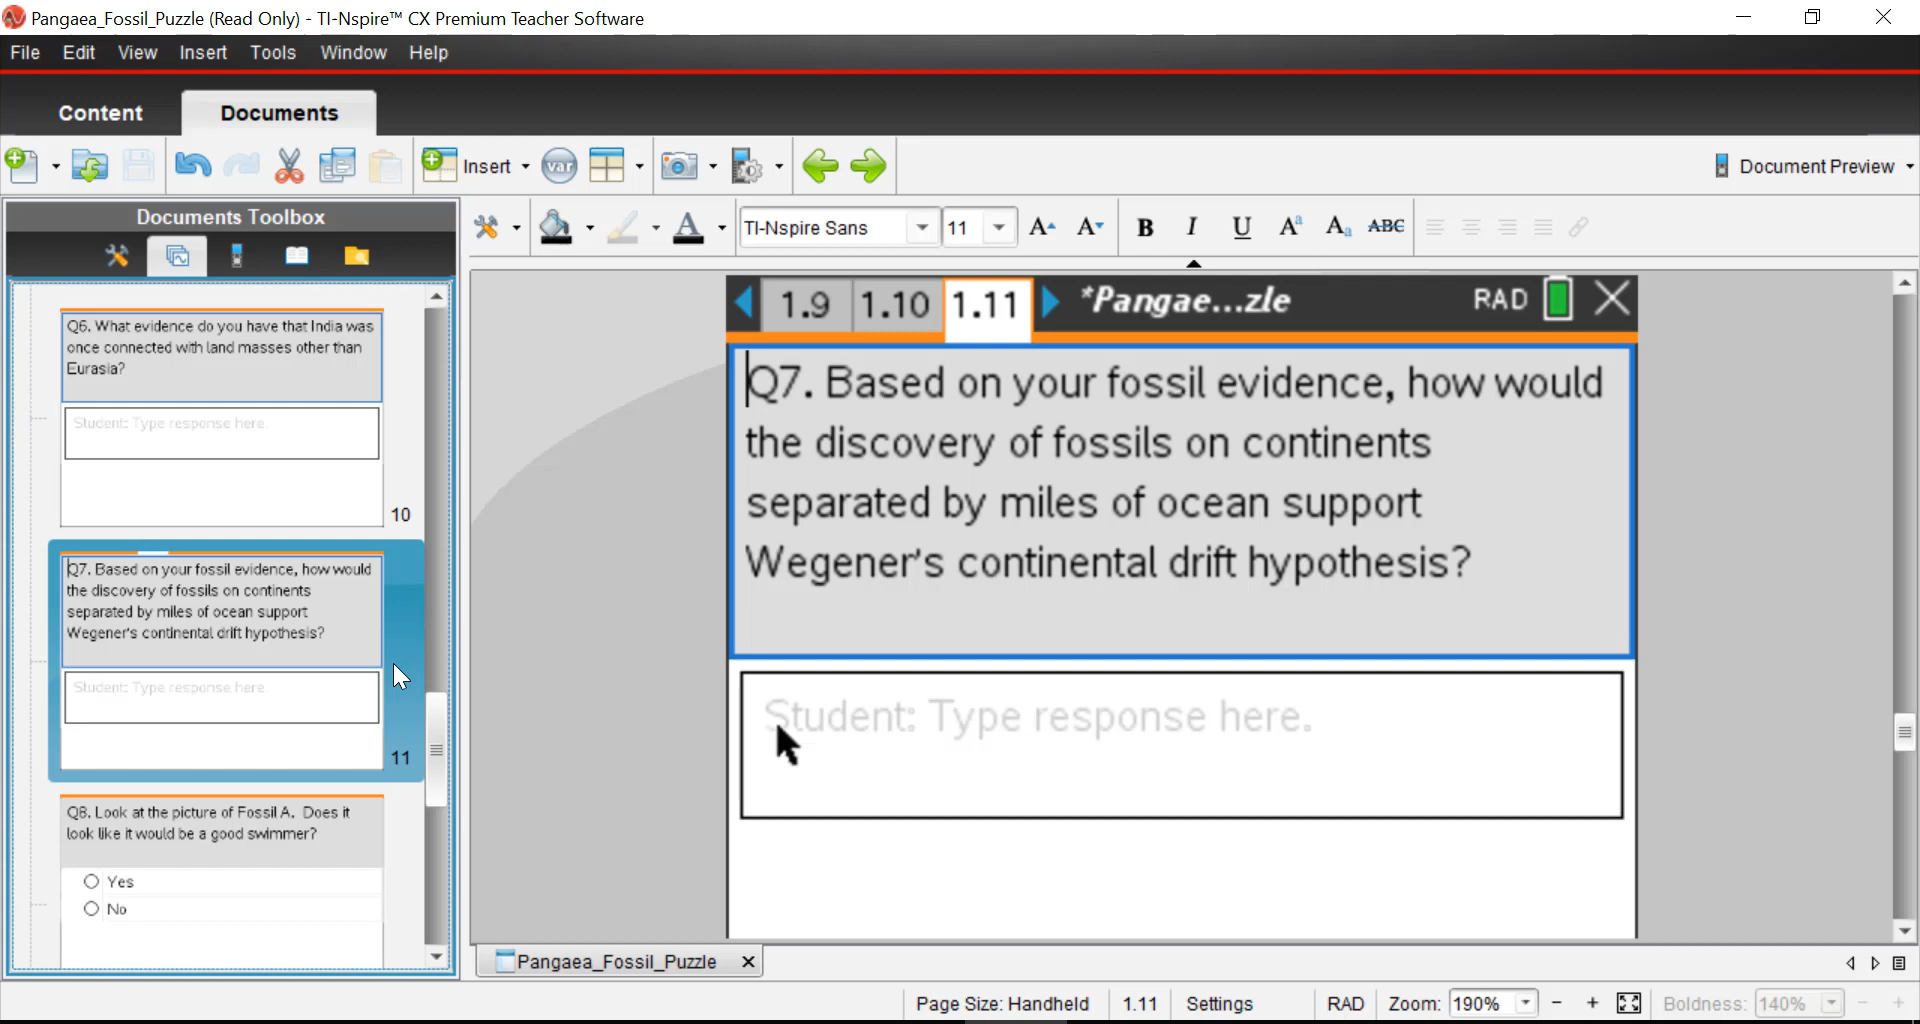 Pangaea_Fossil_Puzzle (Read Only) - TI-Nspire™ CX Premium Teacher Software
File Edit View Insert Tools Window Help
Content Documents
Insert var Document Preview
Documents Toolbox
TI-Nspire Sans 11 A A B I U Aa Aa ABC
Q6. What evidence do you have that India was
once connected with land masses other than
Eurasia?
Student: Type response here.
10
Q7. Based on your fossil evidence, how would
the discovery of fossils on continents
separated by miles of ocean support
Wegener's continental drift hypothesis?
Student: Type response here.
11
Q8. Look at the picture of Fossil A. Does it
look like it would be a good swimmer?
Yes
No
1.9 1.10 1.11 *Pangae...zle RAD
Q7. Based on your fossil evidence, how would
the discovery of fossils on continents
separated by miles of ocean support
Wegener's continental drift hypothesis?
Student: Type response here.
Pangaea_Fossil_Puzzle
Page Size: Handheld 1.11 Settings RAD Zoom: 190% Boldness: 140%